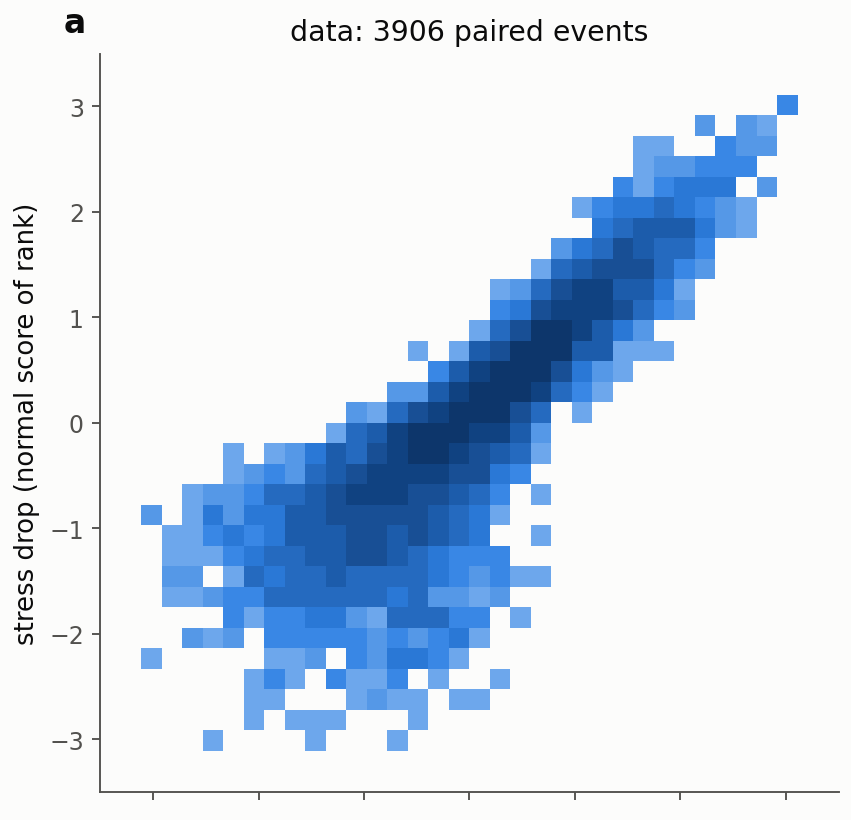 a
data: 3906 paired events
stress drop (normal score of rank)
3
2
1
0
−1
−2
−3